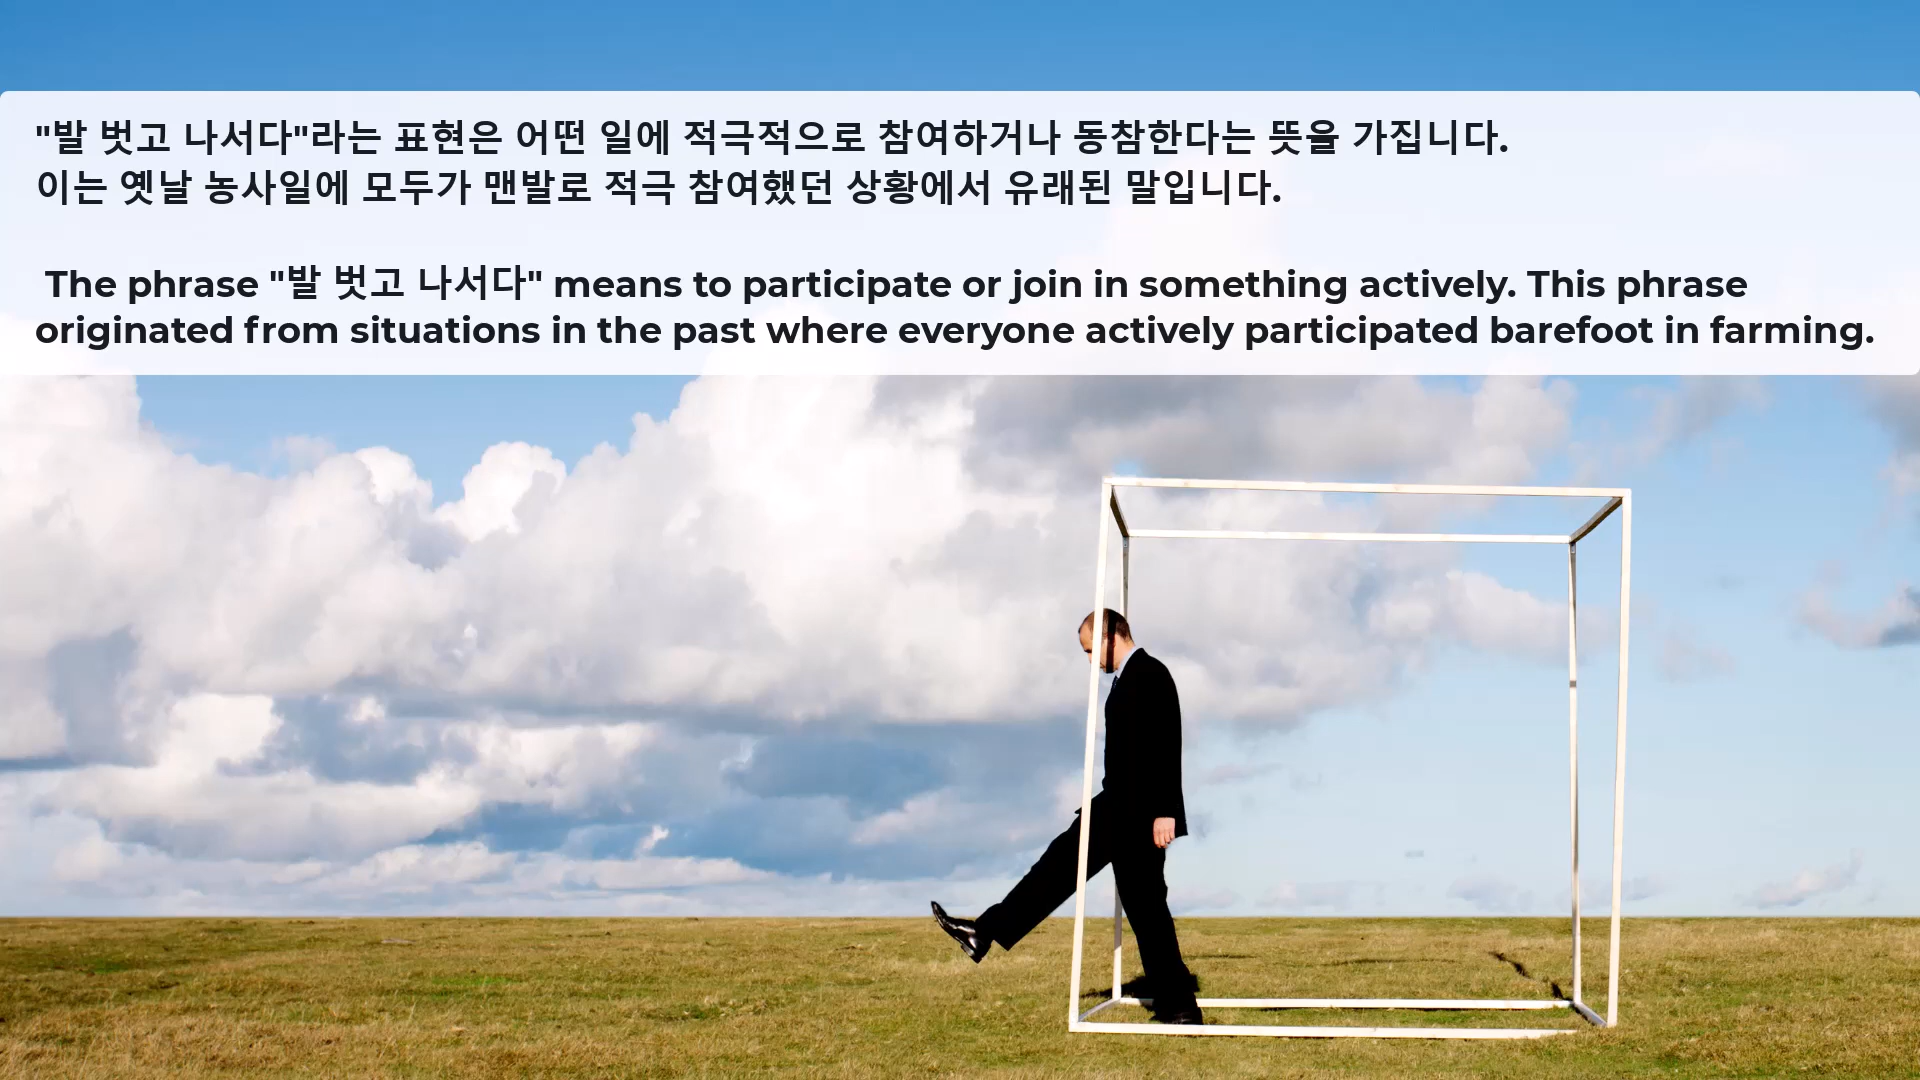 "발 벗고 나서다"라는 표현은 어떤 일에 적극적으로 참여하거나 동참한다는 뜻을 가집니다.
이는 옛날 농사일에 모두가 맨발로 적극 참여했던 상황에서 유래된 말입니다.
The phrase "발 벗고 나서다" means to participate or join in something actively. This phrase
originated from situations in the past where everyone actively participated barefoot in farming.